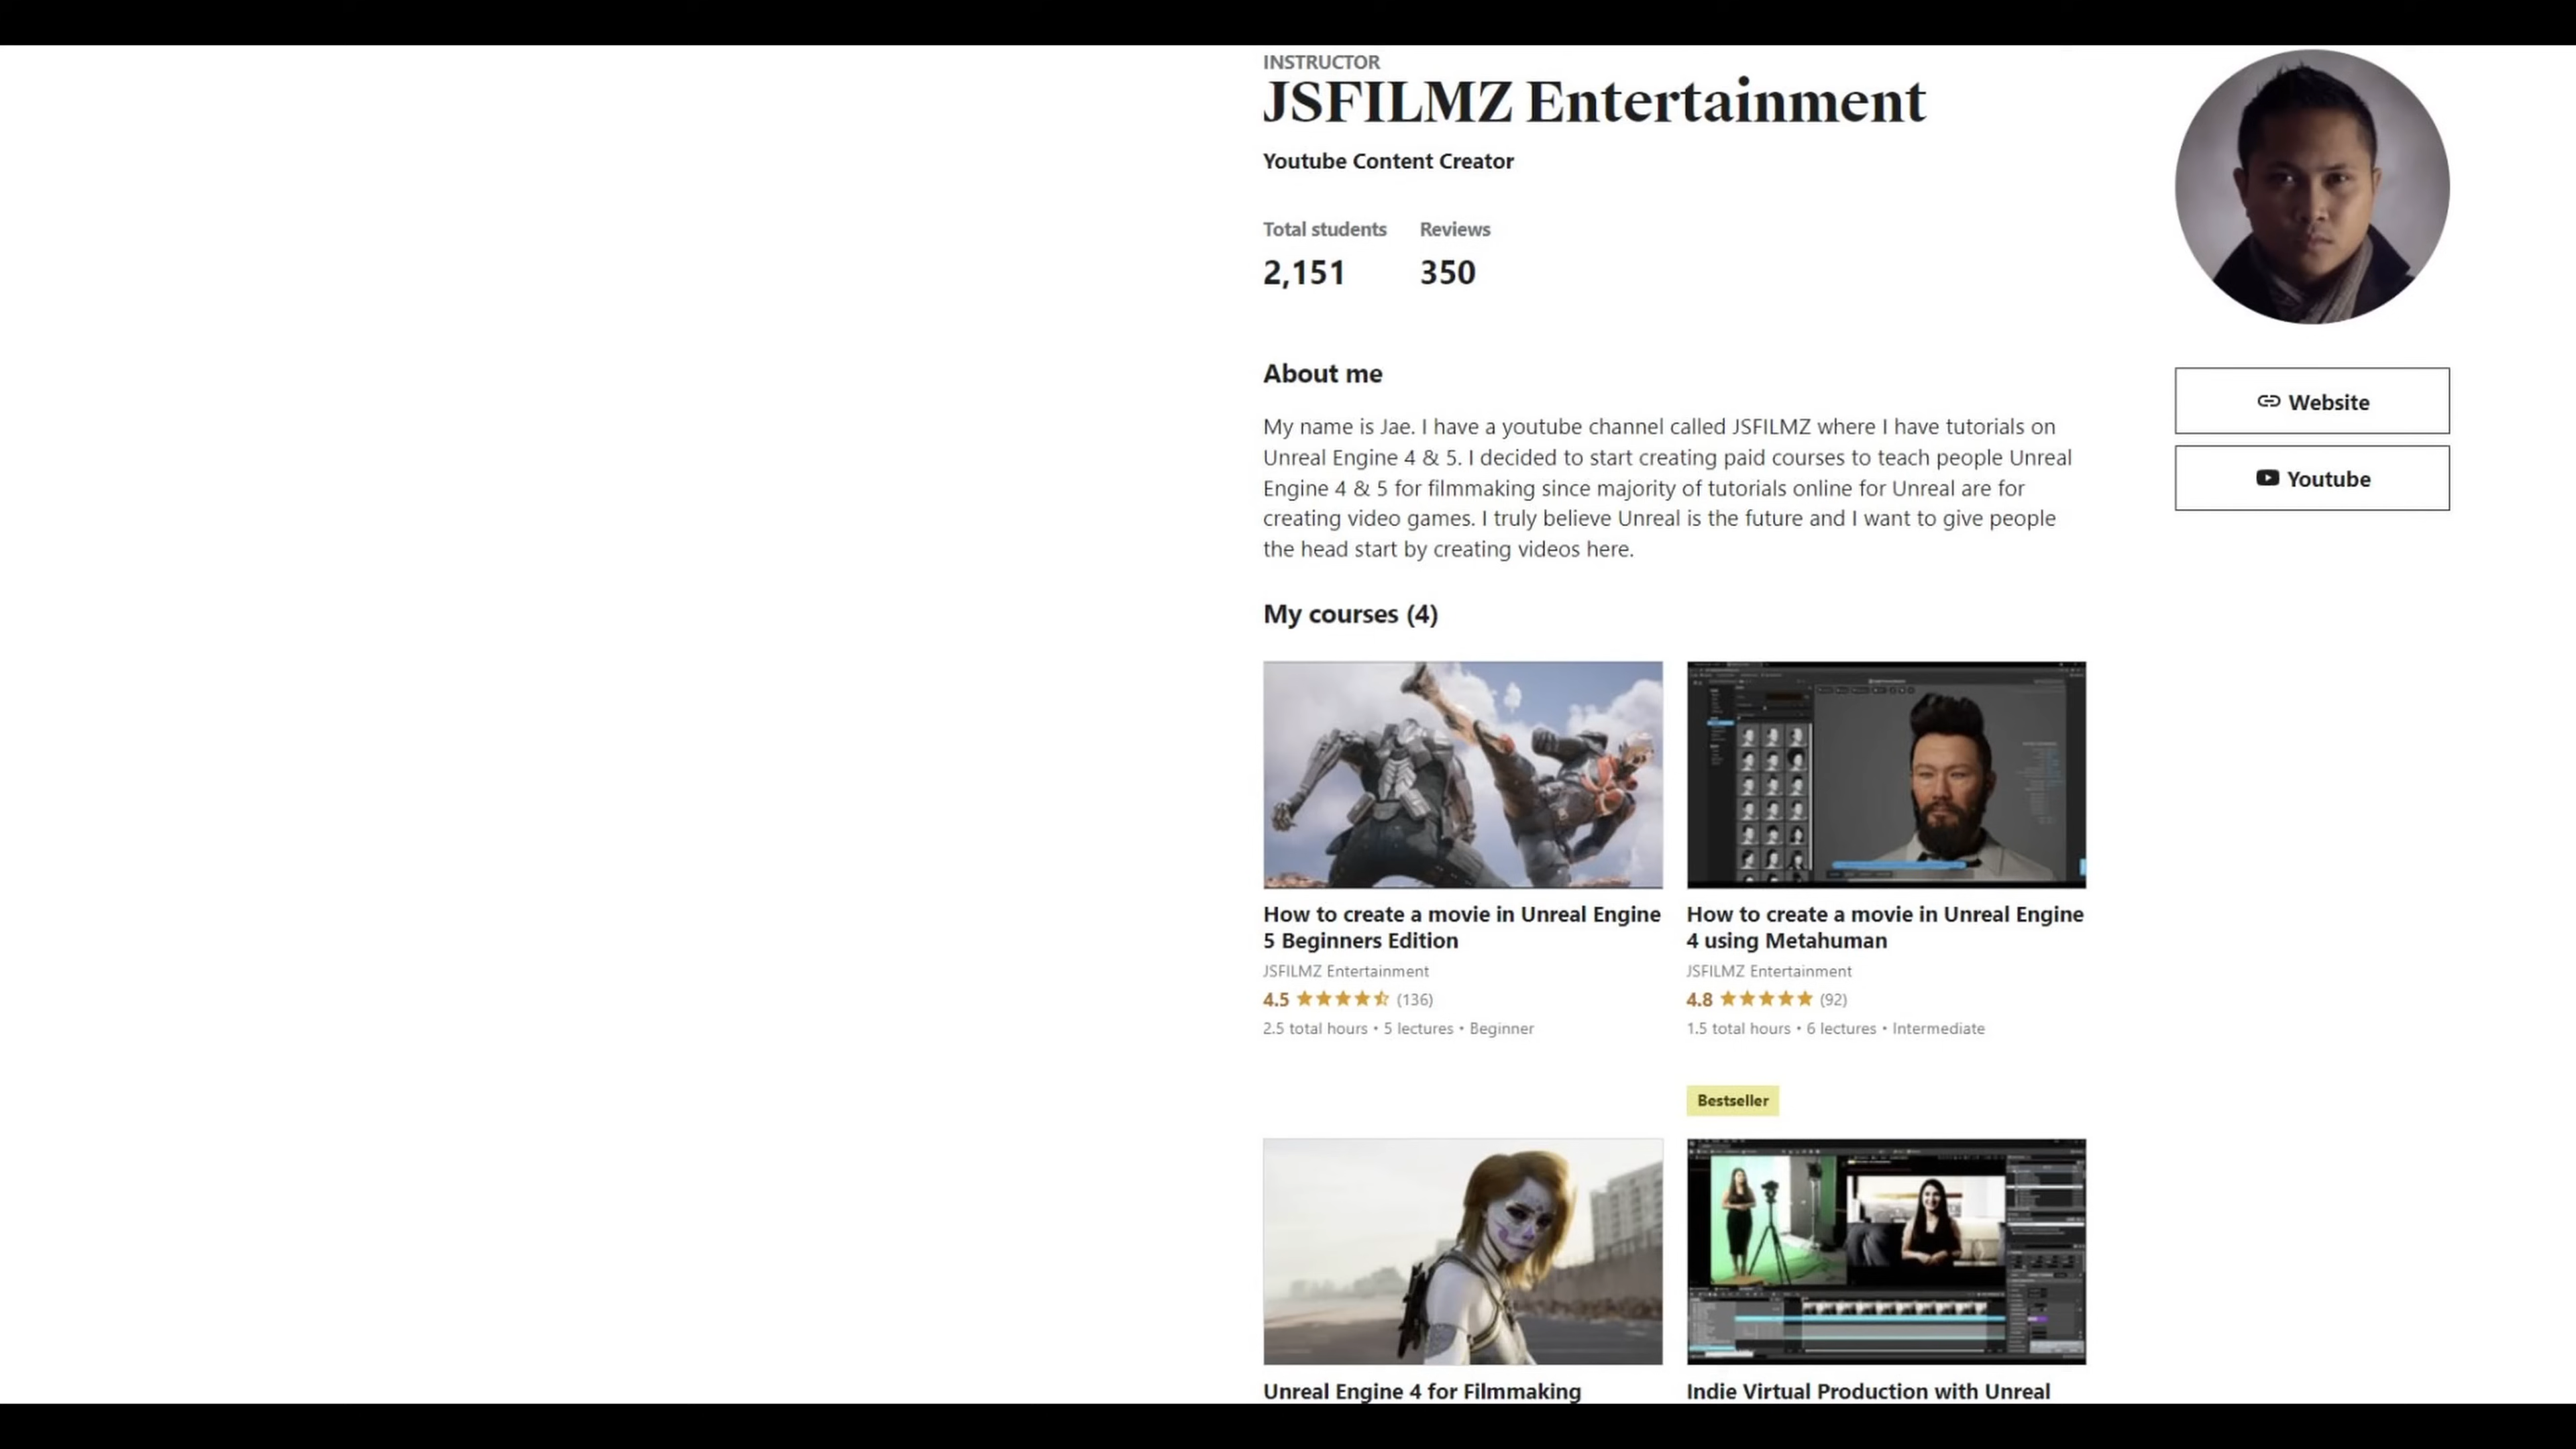 INSTRUCTOR
JSFILMZ Entertainment
Youtube Content Creator
Total students
Reviews
2,151
350
Website
Youtube
About me
My name is Jae. I have a youtube channel called JSFILMZ where I have tutorials on
Unreal Engine 4 & 5. I decided to start creating paid courses to teach people Unreal
Engine 4 & 5 for filmmaking since majority of tutorials online for Unreal are for
creating video games. I truly believe Unreal is the future and I want to give people
the head start by creating videos here.
My courses (4)
How to create a movie in Unreal Engine
5 Beginners Edition
JSFILMZ Entertainment
4.5 (136)
2.5 total hours • 5 lectures • Beginner
How to create a movie in Unreal Engine
4 using Metahuman
JSFILMZ Entertainment
4.8 (92)
1.5 total hours • 6 lectures • Intermediate
Bestseller
Unreal Engine 4 for Filmmaking
Indie Virtual Production with Unreal